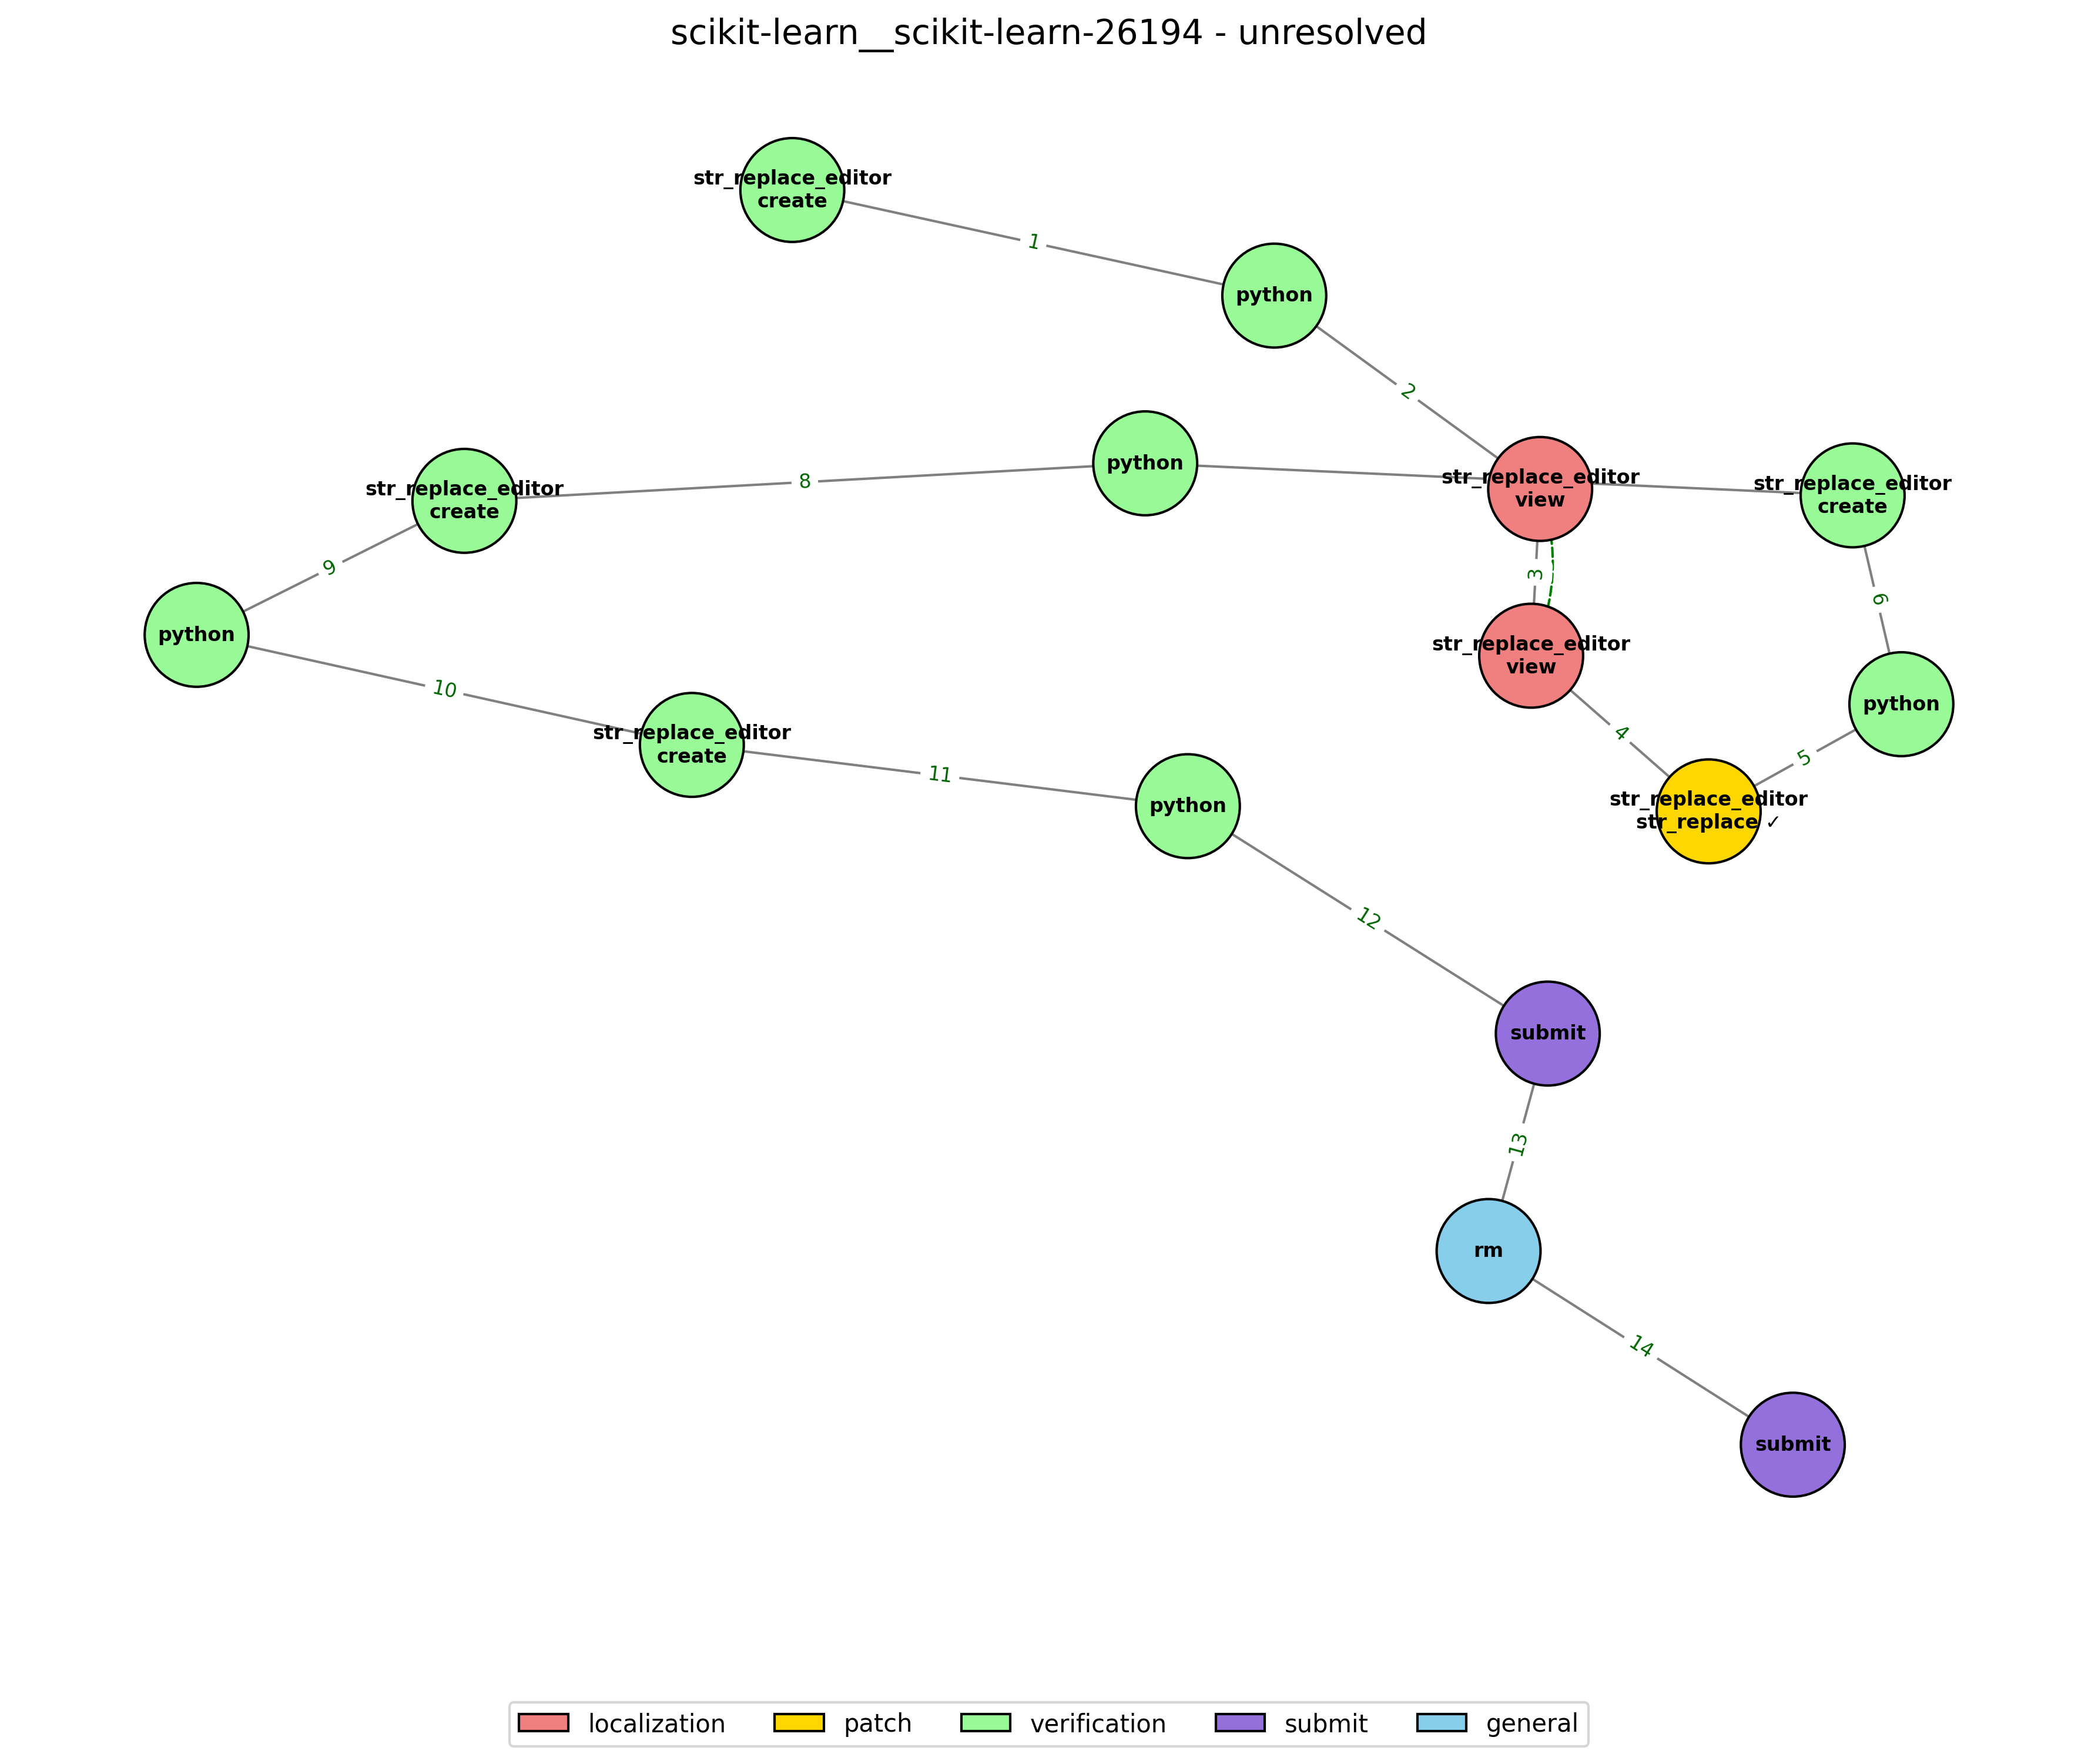 scikit-learn__scikit-learn-26194 - unresolved
str_replace_editor
create
1
python
2
python
str_replace_editor
view
str_replace_editor
create
8
str_replace_editor
create
9
3
6
python
str_replace_editor
view
python
10
4
5
str_replace_editor
create
11
python
str_replace_editor
str_replace ✓
12
submit
13
rm
14
submit
localization
patch
verification
submit
general